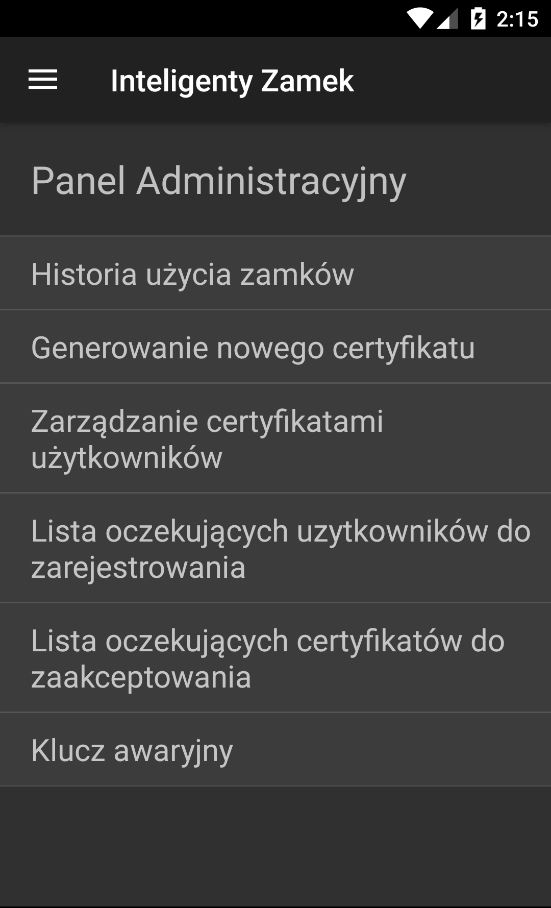 2:15
Inteligenty Zamek
Panel Administracyjny
Historia użycia zamków
Generowanie nowego certyfikatu
Zarządzanie certyfikatami
użytkowników
Lista oczekujących uzytkowników do
zarejestrowania
Lista oczekujących certyfikatów do
zaakceptowania
Klucz awaryjny